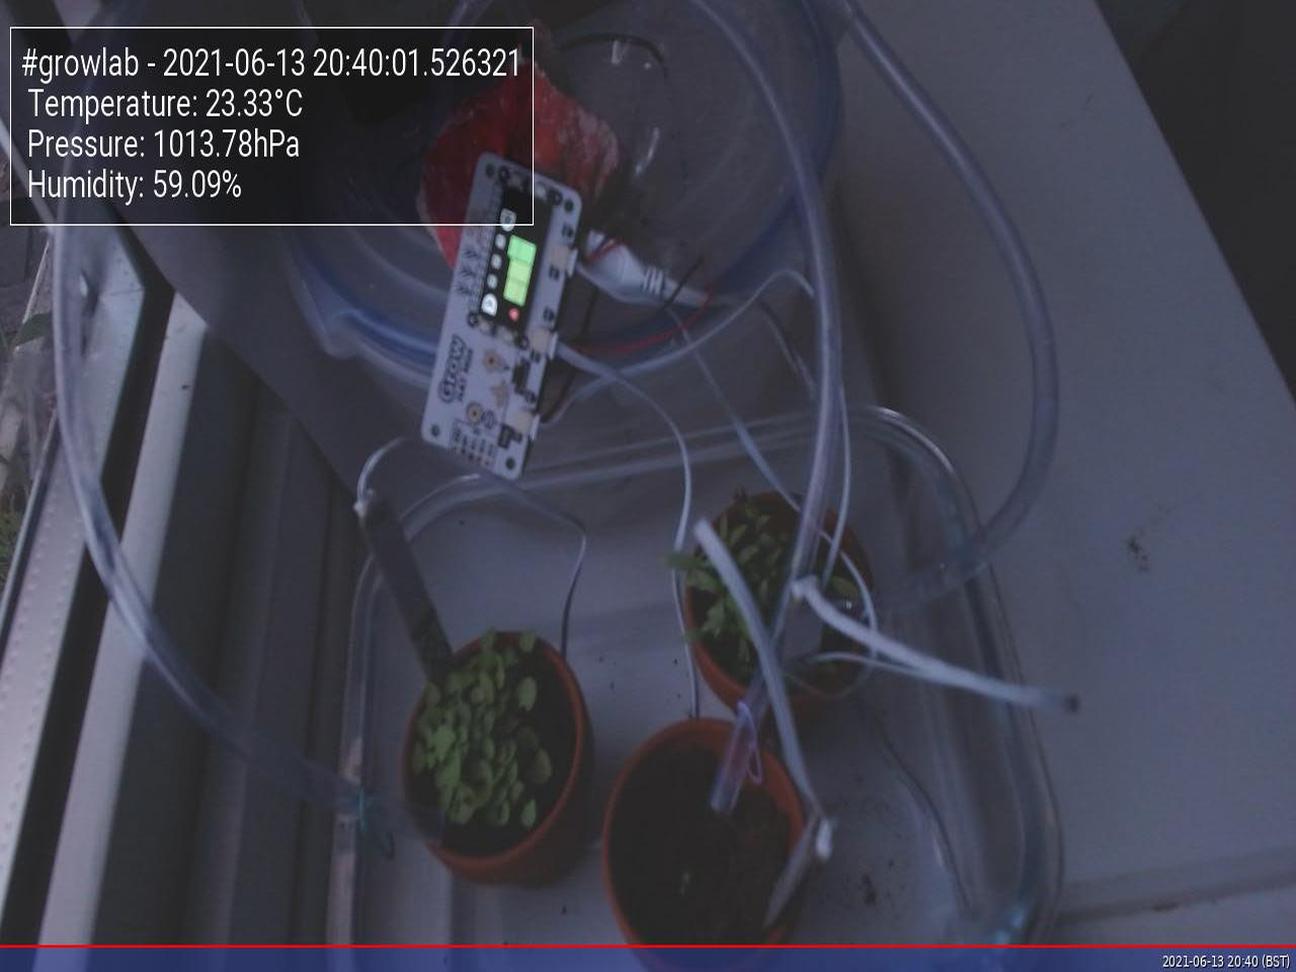 #growlab - 2021-06-13 20:40:01.526321
Temperature: 23.33°C
Pressure: 1013.78hPa
Humidity: 59.09%
Grow
2021-06-13 20:40 (BST)